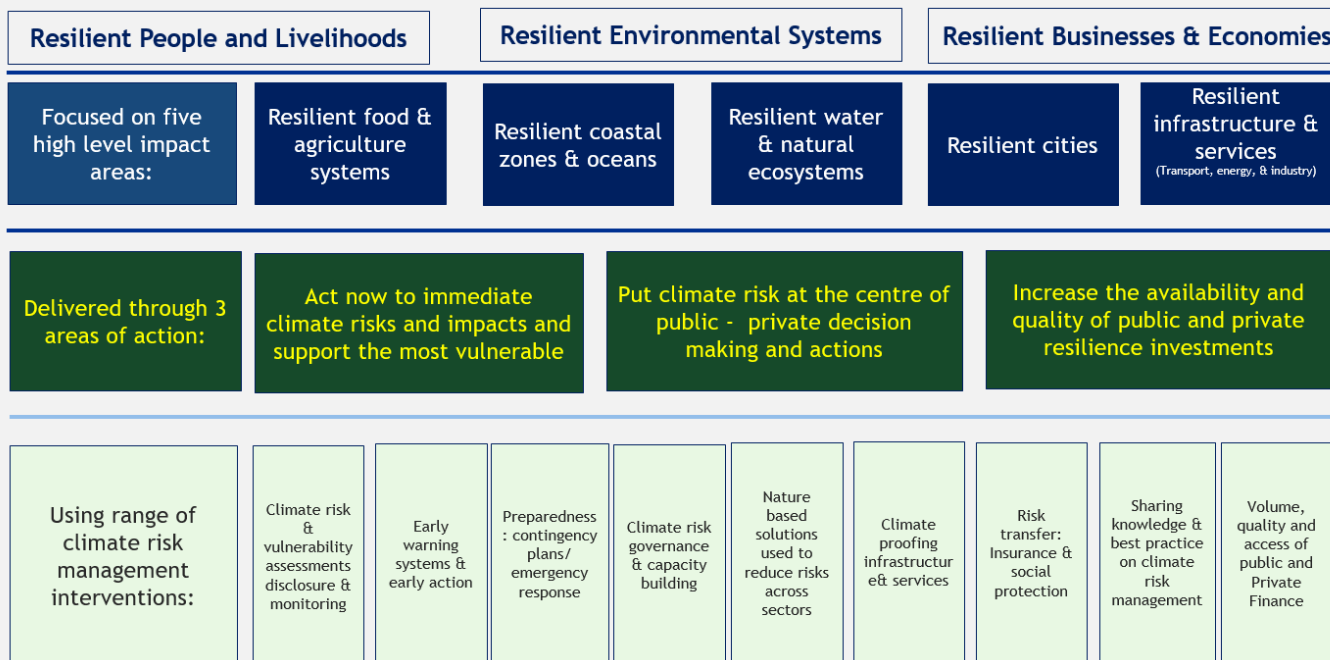 Resilient People and Livelihoods
Resilient Environmental Systems
Resilient Businesses & Economies
Focused on five
high level impact
areas:
Resilient food &
agriculture
systems
Resilient coastal
zones & oceans
Resilient water
& natural
ecosystems
Resilient cities
Resilient
infrastructure &
services
(Transport, energy, & industry)
Delivered through 3
areas of action:
Act now to immediate
climate risks and impacts and
support the most vulnerable
Put climate risk at the centre of
public - private decision
making and actions
Increase the availability and
quality of public and private
resilience investments
Using range of
climate risk
management
interventions:
Climate risk
&
vulnerability
assessments
disclosure &
monitoring
Early
warning
systems &
early action
Preparedness
: contingency
plans/
emergency
response
Climate risk
governance
& capacity
building
Nature
based
solutions
used to
reduce risks
across
sectors
Climate
proofing
infrastructur
e& services
Risk
transfer:
Insurance &
social
protection
Sharing
knowledge &
best practice
on climate
risk
management
Volume,
quality and
access of
public and
Private
Finance